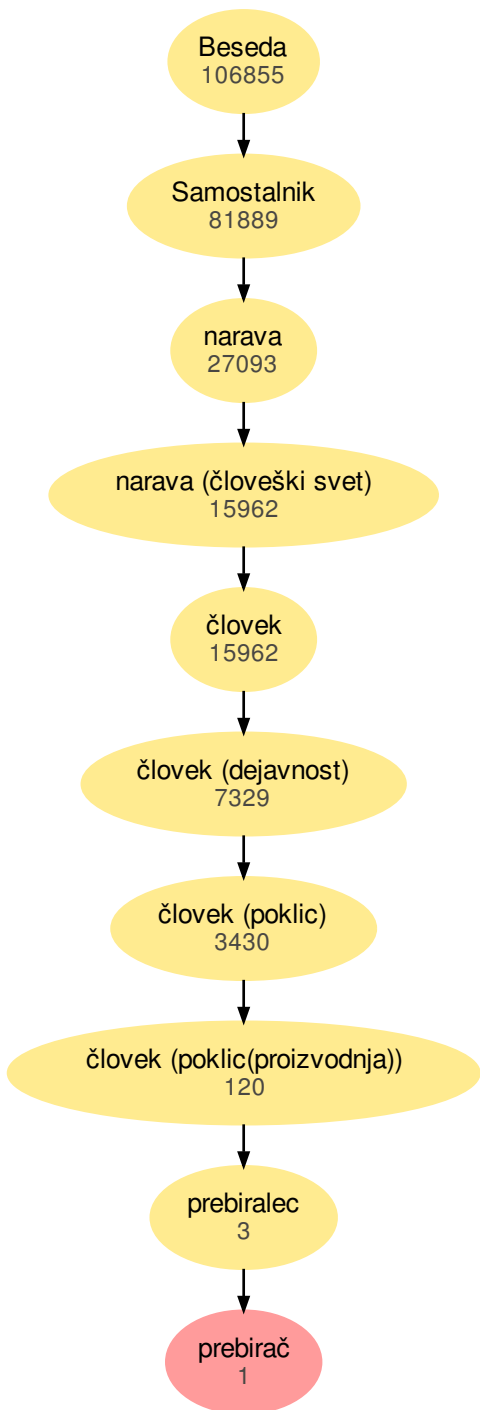 Beseda
106855
Samostalnik
81889
narava
27093
narava (človeški svet)
15962
človek
15962
človek (dejavnost)
7329
človek (poklic)
3430
človek (poklic(proizvodnja))
120
prebiralec
3
prebirač
1